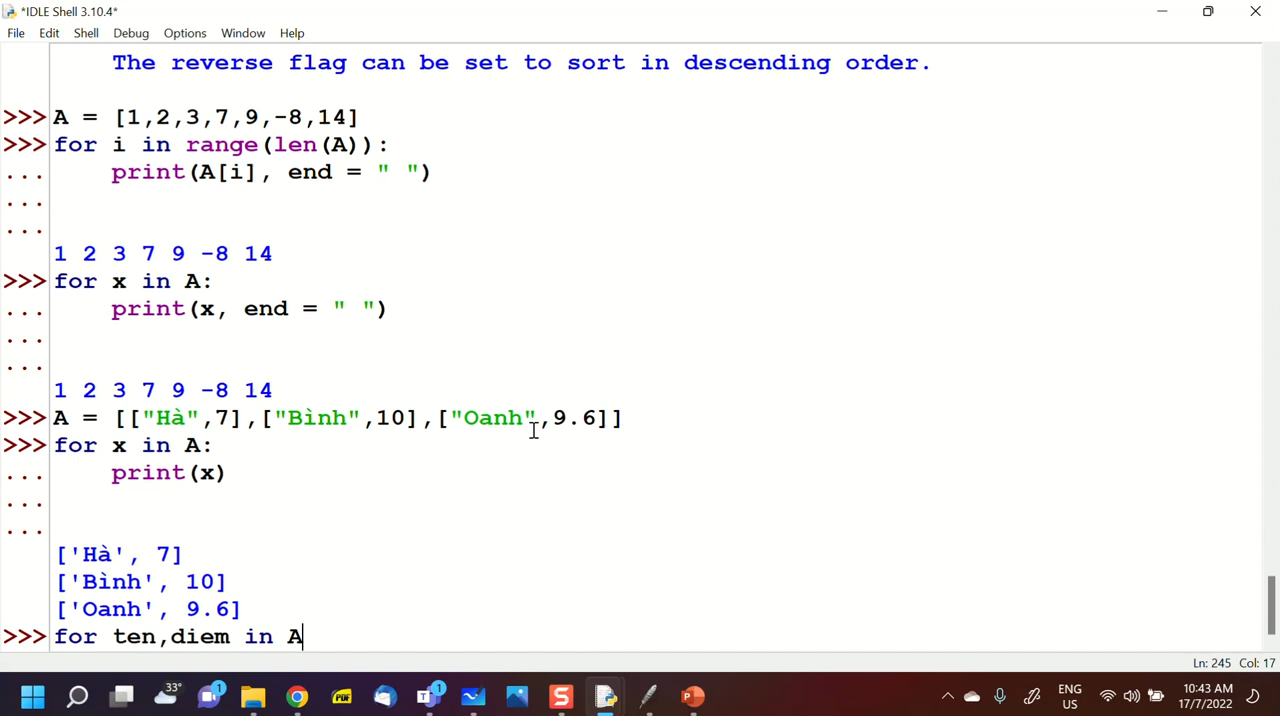 *IDLE Shell 3.10.4*
File Edit Shell Debug Options Window Help
The reverse flag can be set to sort in descending order.
>>> A = [1,2,3,7,9,-8,14]
>>> for i in range(len(A)):
... print(A[i], end = " ")
...
...
1 2 3 7 9 -8 14
>>> for x in A:
... print(x, end = " ")
...
...
1 2 3 7 9 -8 14
>>> A = [["Hà",7],["Bình",10],["Oanh",9.6]]
>>> for x in A:
... print(x)
...
...
['Hà', 7]
['Bình', 10]
['Oanh', 9.6]
>>> for ten,diem in A
Ln: 245 Col: 17
33° 1 PDF T 1 S P ENG 10:43 AM
US 17/7/2022